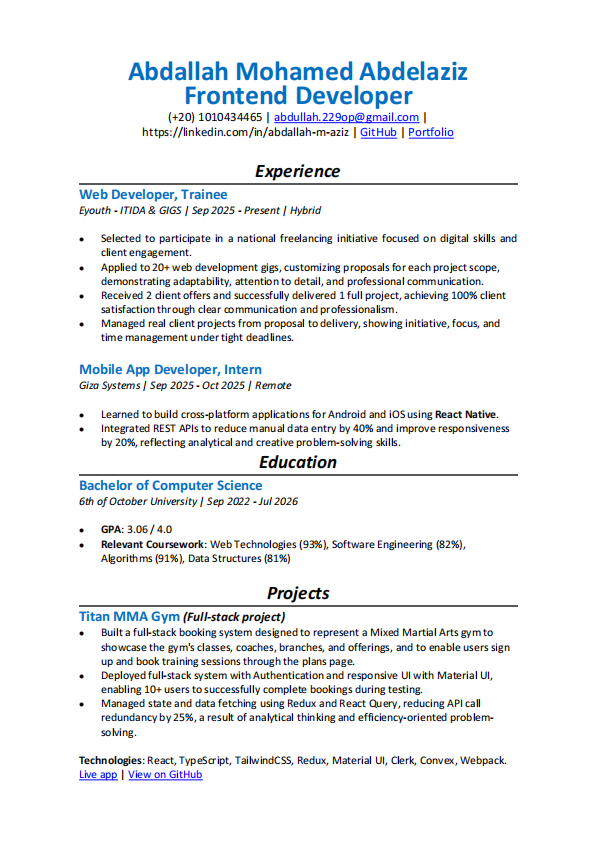 Abdallah Mohamed Abdelaziz
Frontend Developer
(+20) 1010434465 | abdullah.229op@gmail.com |
https://linkedin.com/in/abdallah-m-aziz | GitHub | Portfolio
Experience
Web Developer, Trainee
Eyouth - ITIDA & GIGS | Sep 2025 - Present | Hybrid
• Selected to participate in a national freelancing initiative focused on digital skills and
client engagement.
• Applied to 20+ web development gigs, customizing proposals for each project scope,
demonstrating adaptability, attention to detail, and professional communication.
• Received 2 client offers and successfully delivered 1 full project, achieving 100% client
satisfaction through clear communication and professionalism.
• Managed real client projects from proposal to delivery, showing initiative, focus, and
time management under tight deadlines.
Mobile App Developer, Intern
Giza Systems | Sep 2025 - Oct 2025 | Remote
• Learned to build cross-platform applications for Android and iOS using React Native.
• Integrated REST APIs to reduce manual data entry by 40% and improve responsiveness
by 20%, reflecting analytical and creative problem-solving skills.
Education
Bachelor of Computer Science
6th of October University | Sep 2022 - Jul 2026
• GPA: 3.06 / 4.0
• Relevant Coursework: Web Technologies (93%), Software Engineering (82%),
Algorithms (91%), Data Structures (81%)
Projects
Titan MMA Gym (Full-stack project)
• Built a full-stack booking system designed to represent a Mixed Martial Arts gym to
showcase the gym's classes, coaches, branches, and offerings, and to enable users sign
up and book training sessions through the plans page.
• Deployed full-stack system with Authentication and responsive UI with Material UI,
enabling 10+ users to successfully complete bookings during testing.
• Managed state and data fetching using Redux and React Query, reducing API call
redundancy by 25%, a result of analytical thinking and efficiency-oriented problem-
solving.
Technologies: React, TypeScript, TailwindCSS, Redux, Material UI, Clerk, Convex, Webpack.
Live app | View on GitHub